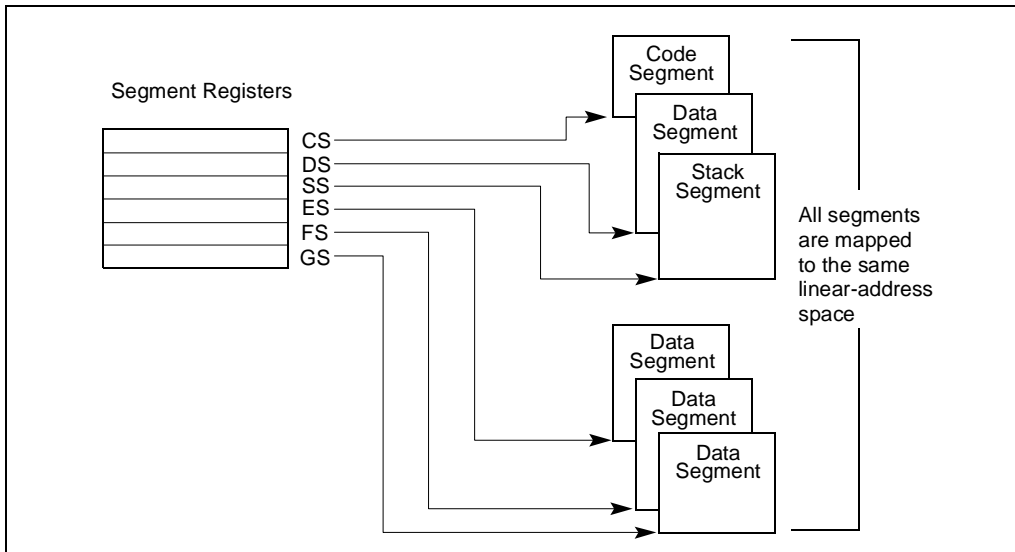 Segment Registers
CS
DS
SS
ES
FS
GS
Code
Segment
Data
Segment
Stack
Segment
Data
Segment
Data
Segment
Data
Segment
All segments
are mapped
to the same
linear-address
space